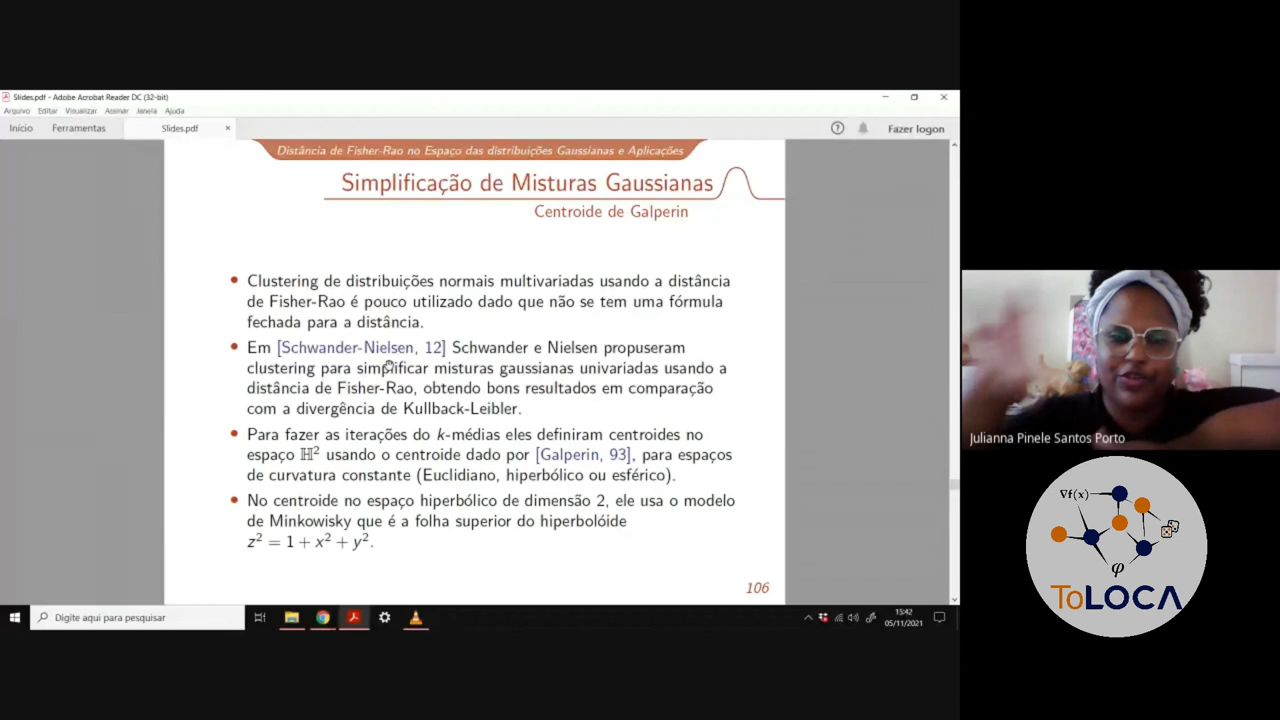 Slides.pdf - Adobe Acrobat Reader DC (32-bit)
Arquivo Editar Visualizar Assinar Janela Ajuda
Início Ferramentas Slides.pdf × Fazer logon
Distância de Fisher-Rao no Espaço das distribuições Gaussianas e Aplicações
Simplificação de Misturas Gaussianas
Centroide de Galperin
• Clustering de distribuições normais multivariadas usando a distância
de Fisher-Rao é pouco utilizado dado que não se tem uma fórmula
fechada para a distância.
• Em [Schwander-Nielsen, 12] Schwander e Nielsen propuseram
clustering para simplificar misturas gaussianas univariadas usando a
distância de Fisher-Rao, obtendo bons resultados em comparação
com a divergência de Kullback-Leibler.
• Para fazer as iterações do k-médias eles definiram centroides no
espaço ℍ² usando o centroide dado por [Galperin, 93], para espaços
de curvatura constante (Euclidiano, hiperbólico ou esférico).
• No centroide no espaço hiperbólico de dimensão 2, ele usa o modelo
de Minkowisky que é a folha superior do hiperbolóide
z² = 1 + x² + y².
106
Digite aqui para pesquisar
15:42
05/11/2021
Julianna Pinele Santos Porto
∇f(x)
φ
ToLOCA